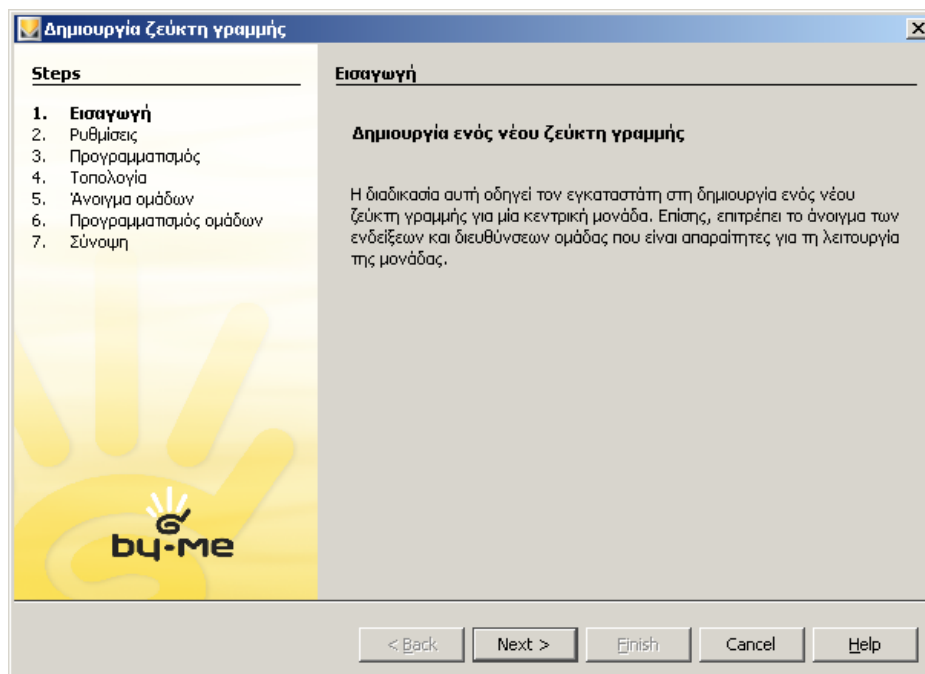 Δημιουργία ζεύκτη γραμμής
Steps
1. Εισαγωγή
2. Ρυθμίσεις
3. Προγραμματισμός
4. Τοπολογία
5. Άνοιγμα ομάδων
6. Προγραμματισμός ομάδων
7. Σύνοψη
by-me
Εισαγωγή
Δημιουργία ενός νέου ζεύκτη γραμμής
Η διαδικασία αυτή οδηγεί τον εγκαταστάτη στη δημιουργία ενός νέου
ζεύκτη γραμμής για μία κεντρική μονάδα. Επίσης, επιτρέπει το άνοιγμα των
ενδείξεων και διευθύνσεων ομάδας που είναι απαραίτητες για τη λειτουργία
της μονάδας.
< Back Next > Finish Cancel Help